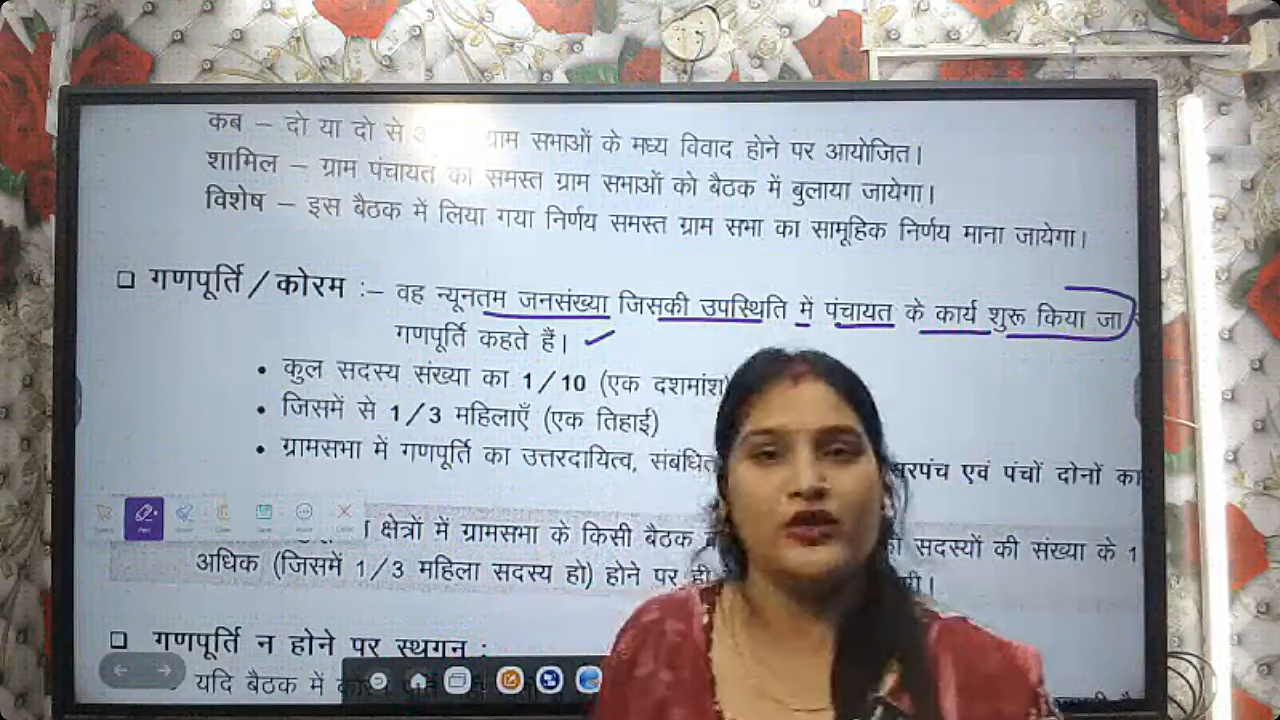 कब – दो या दो से ग्राम सभाओं के मध्य विवाद होने पर आयोजित।
शामिल – ग्राम पंचायत की समस्त ग्राम सभाओं को बैठक में बुलाया जायेगा।
विशेष – इस बैठक में लिया गया निर्णय समस्त ग्राम सभा का सामूहिक निर्णय माना जायेगा।
गणपूर्ति / कोरम :– वह न्यूनतम जनसंख्या जिसकी उपस्थिति में पंचायत के कार्य शुरू किया जा
गणपूर्ति कहते हैं।
• कुल सदस्य संख्या का 1/10 (एक दशमांश)
• जिसमें से 1/3 महिलाएँ (एक तिहाई)
• ग्रामसभा में गणपूर्ति का उत्तरदायित्व, संबंधित सरपंच एवं पंचों दोनों का
क्षेत्रों में ग्रामसभा के किसी बैठक सदस्यों की संख्या के 1
अधिक (जिसमें 1/3 महिला सदस्य हो) होने पर ही
गणपूर्ति न होने पर स्थगन :
यदि बैठक में